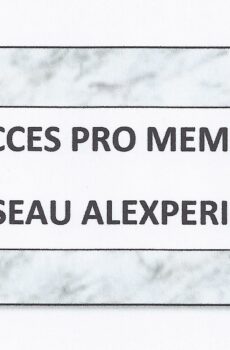 CCES PRO MEM
SEAU ALEXPERI